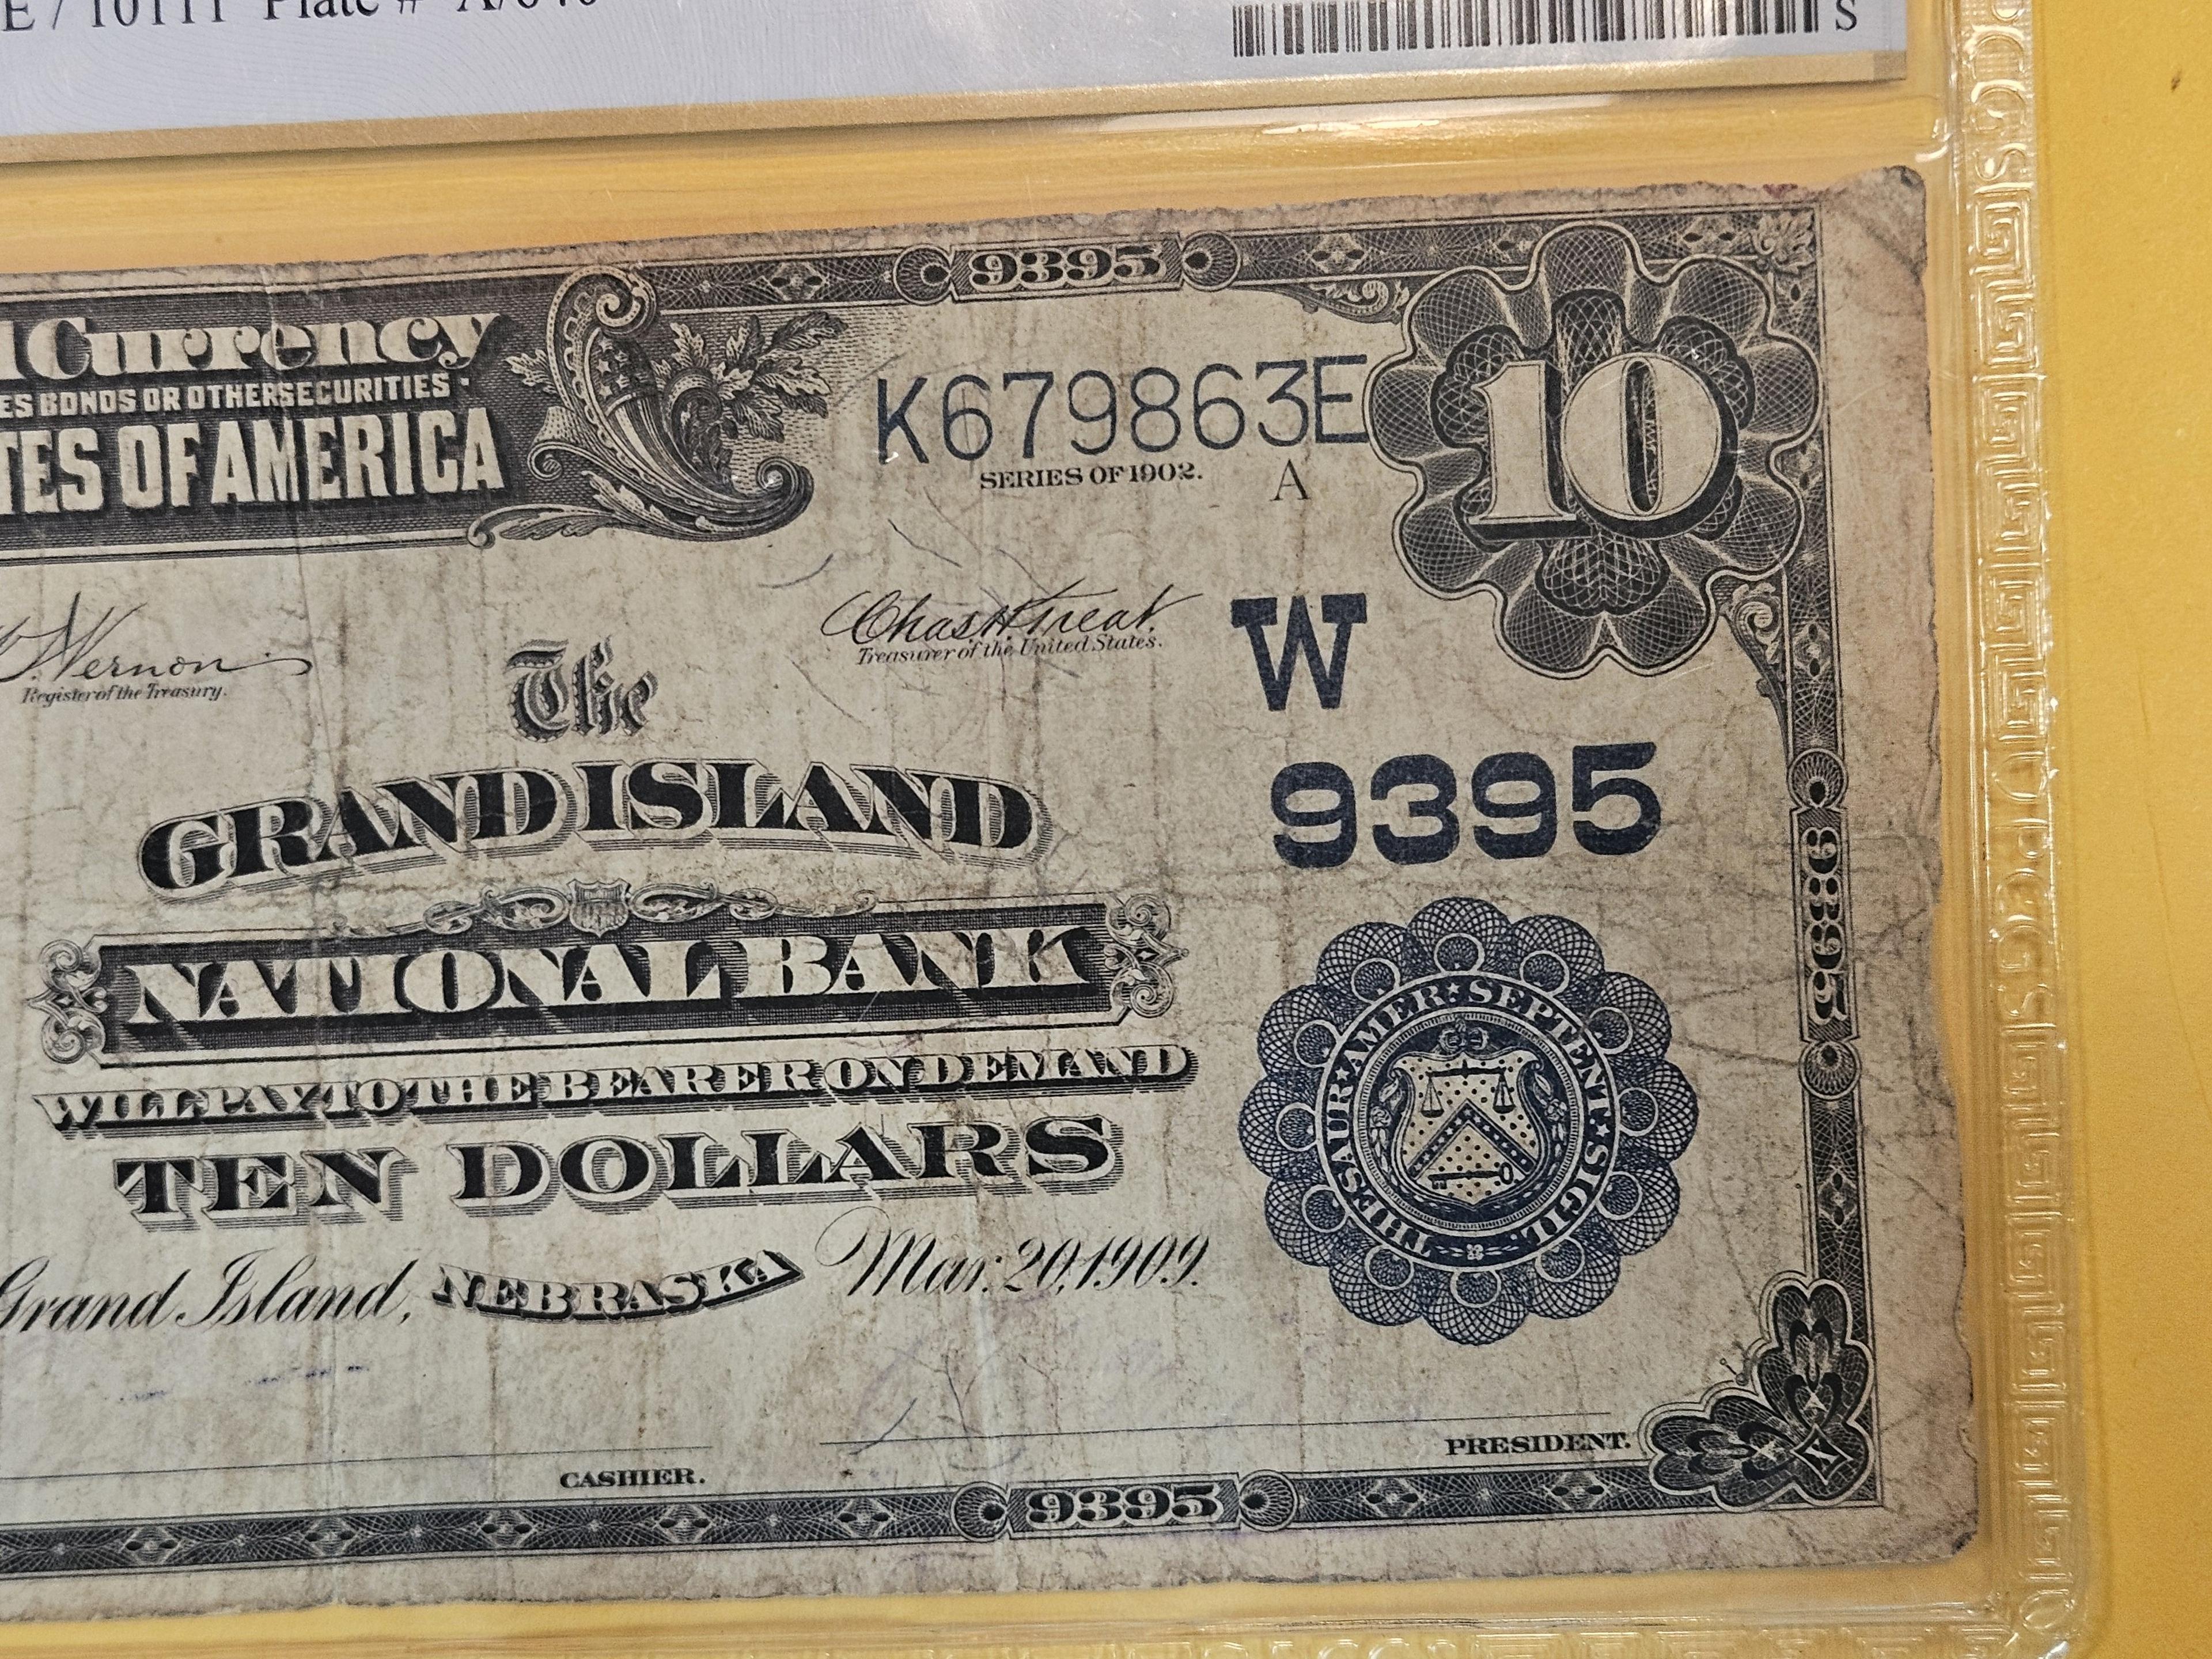 E / 10111 Plate #
S
9395
l Currency
ES BONDS OR OTHER SECURITIES
TES OF AMERICA
K679863E
SERIES OF 1902.
A
10
Vernon
Register of the Treasury.
Chas H Treat.
Treasurer of the United States.
The
W
GRAND ISLAND
9395
9395
NATIONAL BANK
THESAUR★AMER★SEPTENT★SIGIL
WILL PAY TO THE BEARER ON DEMAND
TEN DOLLARS
Grand Island, NEBRASKA Mar. 20, 1909.
CASHIER.
PRESIDENT.
X
9395